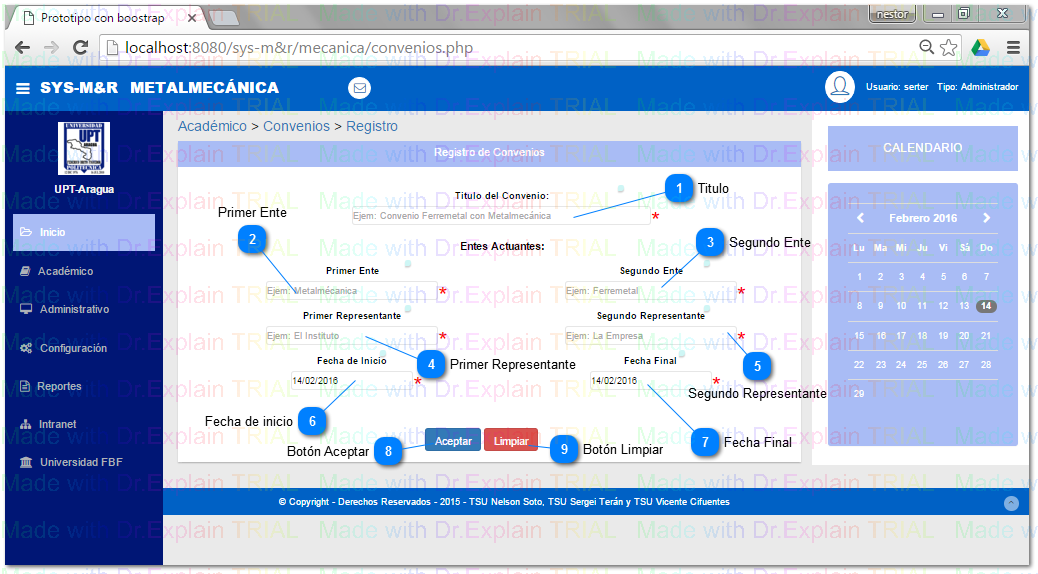 Prototipo con boostrap
nestor
localhost:8080/sys-m&r/mecanica/convenios.php
SYS-M&R METALMECÁNICA
Usuario: serter Tipo: Administrador
UNIVERSIDAD
UPT
ARAGUA
POLITECNICA
UPT-Aragua
Inicio
Académico
Administrativo
Configuración
Reportes
Intranet
Universidad FBF
Académico > Convenios > Registro
Registro de Convenios
Titulo del Convenio:
1 Titulo
Ejem: Convenio Ferremetal con Metalmecánica *
Primer Ente
2
Entes Actuantes:
3 Segundo Ente
Primer Ente
Segundo Ente
Ejem: Metalmécanica *
Ejem: Ferremetal *
Primer Representante
Segundo Representante
Ejem: El Instituto *
Ejem: La Empresa *
Fecha de Inicio
4 Primer Representante
Fecha Final
5
Segundo Representante
14/02/2016 *
14/02/2016 *
Fecha de inicio 6
7 Fecha Final
Botón Aceptar 8
Aceptar
Limpiar
9 Botón Limpiar
CALENDARIO
Febrero 2016
Lu Ma Mi Ju Vi Sá Do
1 2 3 4 5 6 7
8 9 10 11 12 13 14
15 16 17 18 19 20 21
22 23 24 25 26 27 28
29
© Copyright - Derechos Reservados - 2015 - TSU Nelson Soto, TSU Sergei Terán y TSU Vicente Cifuentes
Made with Dr.Explain TRIAL